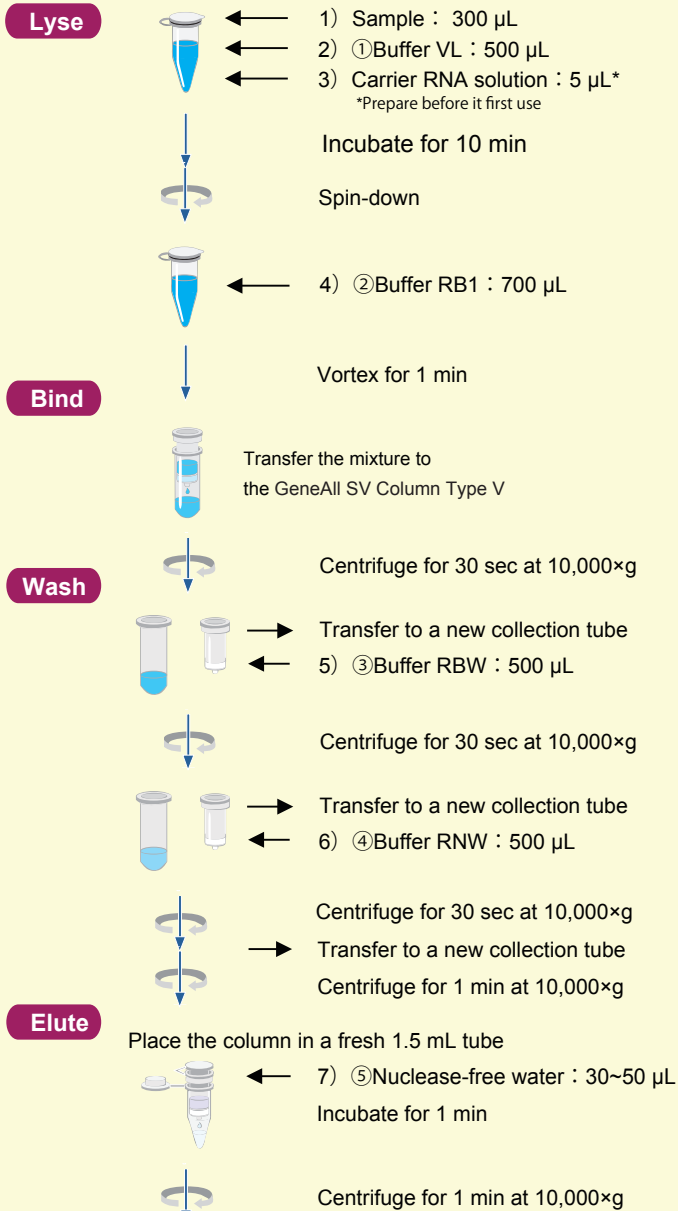 Lyse
1）Sample： 300 µL
2）①Buffer VL：500 µL
3）Carrier RNA solution：5 µL*
*Prepare before it first use
Incubate for 10 min
Spin-down
4）②Buffer RB1：700 µL
Vortex for 1 min
Bind
Transfer the mixture to
the GeneAll SV Column Type V
Centrifuge for 30 sec at 10,000×g
Wash
Transfer to a new collection tube
5）③Buffer RBW：500 µL
Centrifuge for 30 sec at 10,000×g
Transfer to a new collection tube
6）④Buffer RNW：500 µL
Centrifuge for 30 sec at 10,000×g
Transfer to a new collection tube
Centrifuge for 1 min at 10,000×g
Elute
Place the column in a fresh 1.5 mL tube
7）⑤Nuclease-free water：30~50 µL
Incubate for 1 min
Centrifuge for 1 min at 10,000×g